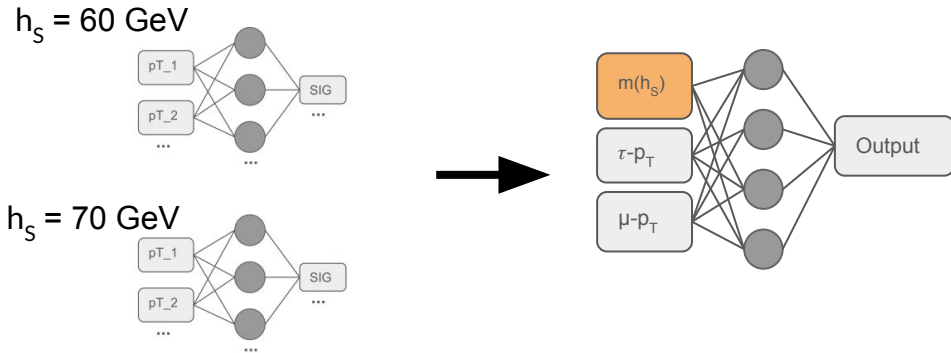 h_S = 60 GeV
pT_1
pT_2
...
...
SIG
...
h_S = 70 GeV
pT_1
pT_2
...
...
SIG
...
m(h_S)
τ-p_T
μ-p_T
Output